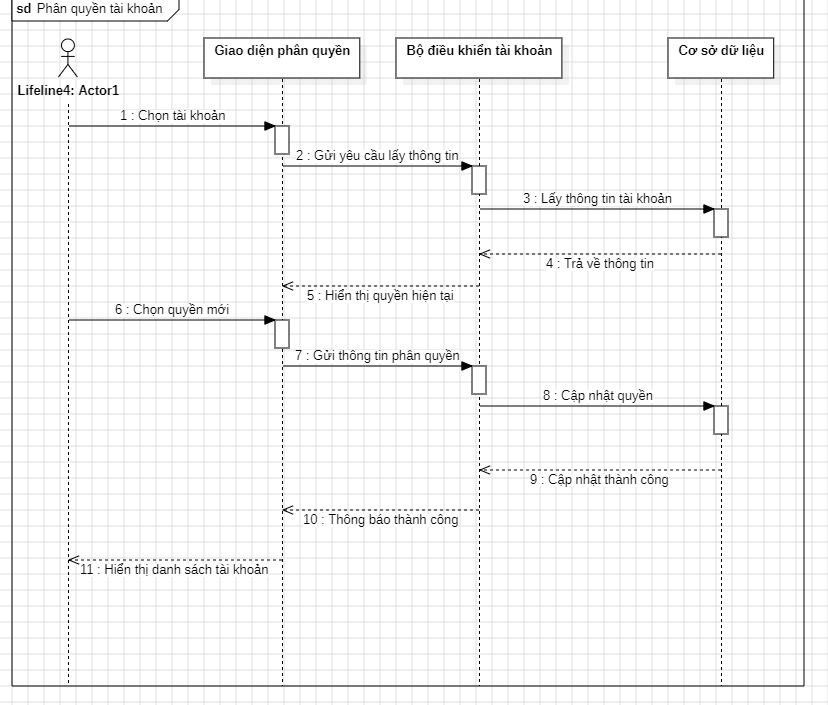 sd Phân quyền tài khoản
Giao diện phân quyền
Bộ điều khiển tài khoản
Cơ sở dữ liệu
Lifeline4: Actor1
1 : Chọn tài khoản
2 : Gửi yêu cầu lấy thông tin
3 : Lấy thông tin tài khoản
4 : Trả về thông tin
5 : Hiển thị quyền hiện tại
6 : Chọn quyền mới
7 : Gửi thông tin phân quyền
8 : Cập nhật quyền
9 : Cập nhật thành công
10 : Thông báo thành công
11 : Hiển thị danh sách tài khoản